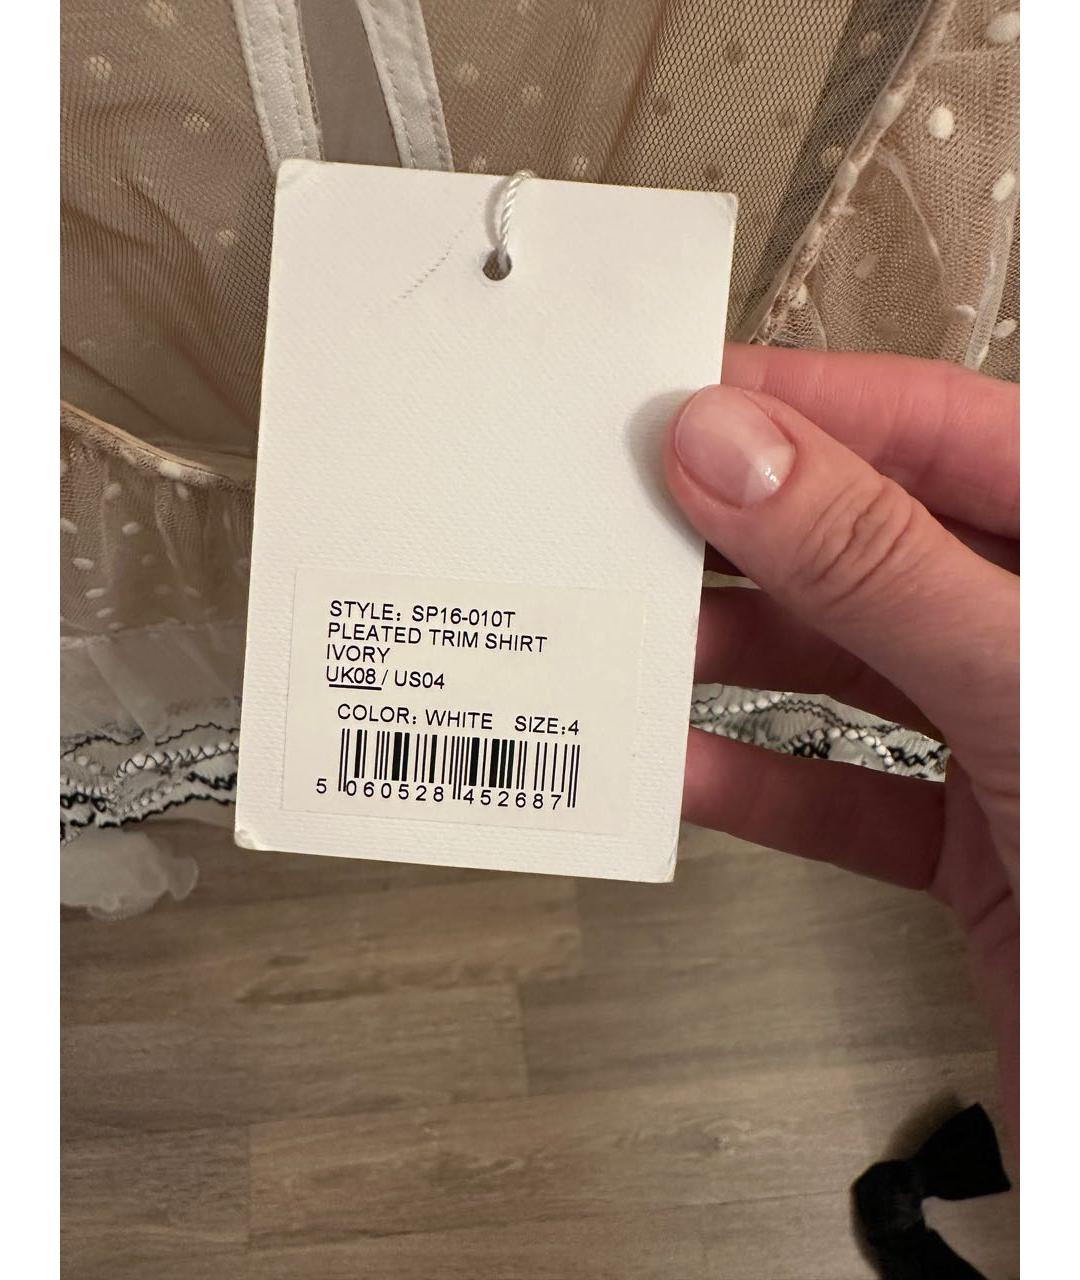 STYLE: SP16-010T
PLEATED TRIM SHIRT
IVORY
UK08 / US04
COLOR: WHITE SIZE:4
5 060528 452687